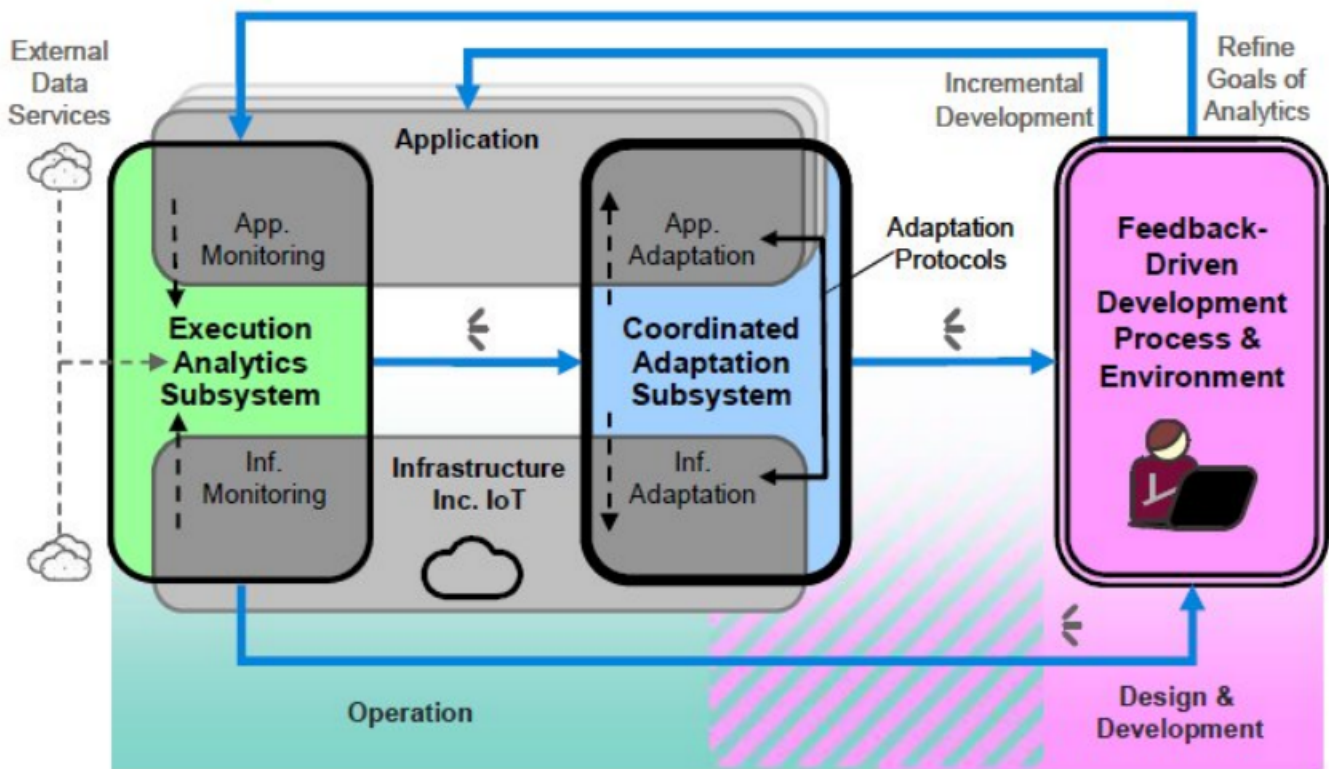 External
Data
Services
Refine
Goals of
Analytics
Incremental
Development
Application
App.
Monitoring
App.
Adaptation
Adaptation
Protocols
Feedback-
Driven
Development
Process &
Environment
Execution
Analytics
Subsystem
Coordinated
Adaptation
Subsystem
Inf.
Monitoring
Infrastructure
Inc. IoT
Inf.
Adaptation
Operation
Design &
Development